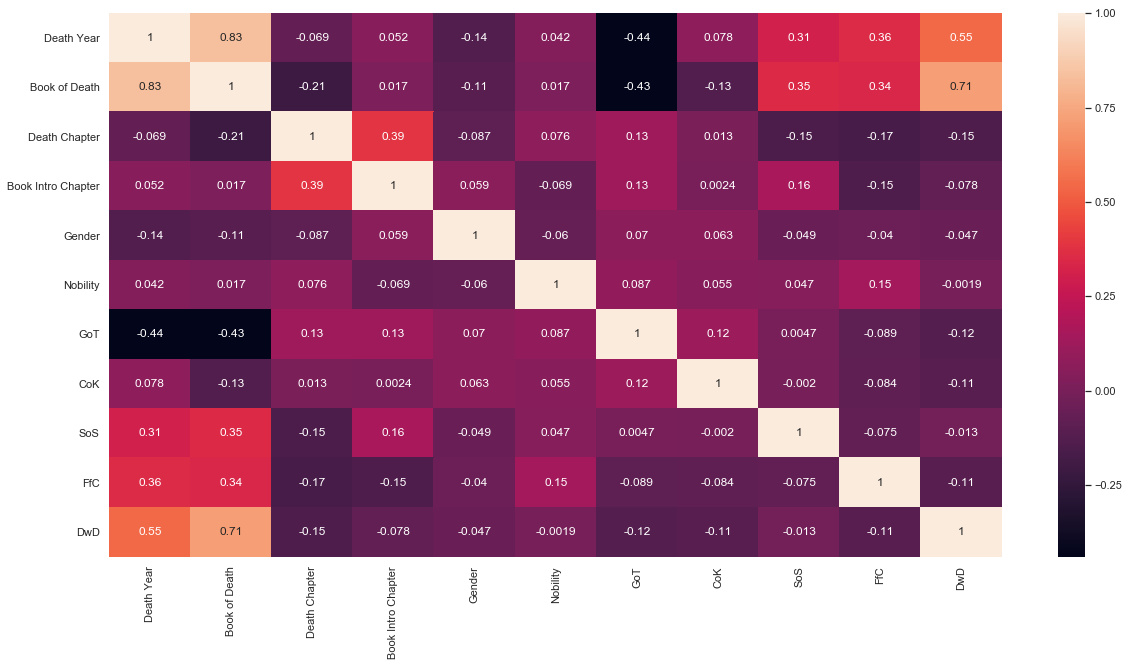 Death Year 1 0.83 -0.069 0.052 -0.14 0.042 -0.44 0.078 0.31 0.36 0.55
Book of Death 0.83 1 -0.21 0.017 -0.11 0.017 -0.43 -0.13 0.35 0.34 0.71
Death Chapter -0.069 -0.21 1 0.39 -0.087 0.076 0.13 0.013 -0.15 -0.17 -0.15
Book Intro Chapter 0.052 0.017 0.39 1 0.059 -0.069 0.13 0.0024 0.16 -0.15 -0.078
Gender -0.14 -0.11 -0.087 0.059 1 -0.06 0.07 0.063 -0.049 -0.04 -0.047
Nobility 0.042 0.017 0.076 -0.069 -0.06 1 0.087 0.055 0.047 0.15 -0.0019
GoT -0.44 -0.43 0.13 0.13 0.07 0.087 1 0.12 0.0047 -0.089 -0.12
CoK 0.078 -0.13 0.013 0.0024 0.063 0.055 0.12 1 -0.002 -0.084 -0.11
SoS 0.31 0.35 -0.15 0.16 -0.049 0.047 0.0047 -0.002 1 -0.075 -0.013
FfC 0.36 0.34 -0.17 -0.15 -0.04 0.15 -0.089 -0.084 -0.075 1 -0.11
DwD 0.55 0.71 -0.15 -0.078 -0.047 -0.0019 -0.12 -0.11 -0.013 -0.11 1
Death Year
Book of Death
Death Chapter
Book Intro Chapter
Gender
Nobility
GoT
CoK
SoS
FfC
DwD
1.00
0.75
0.50
0.25
0.00
−0.25